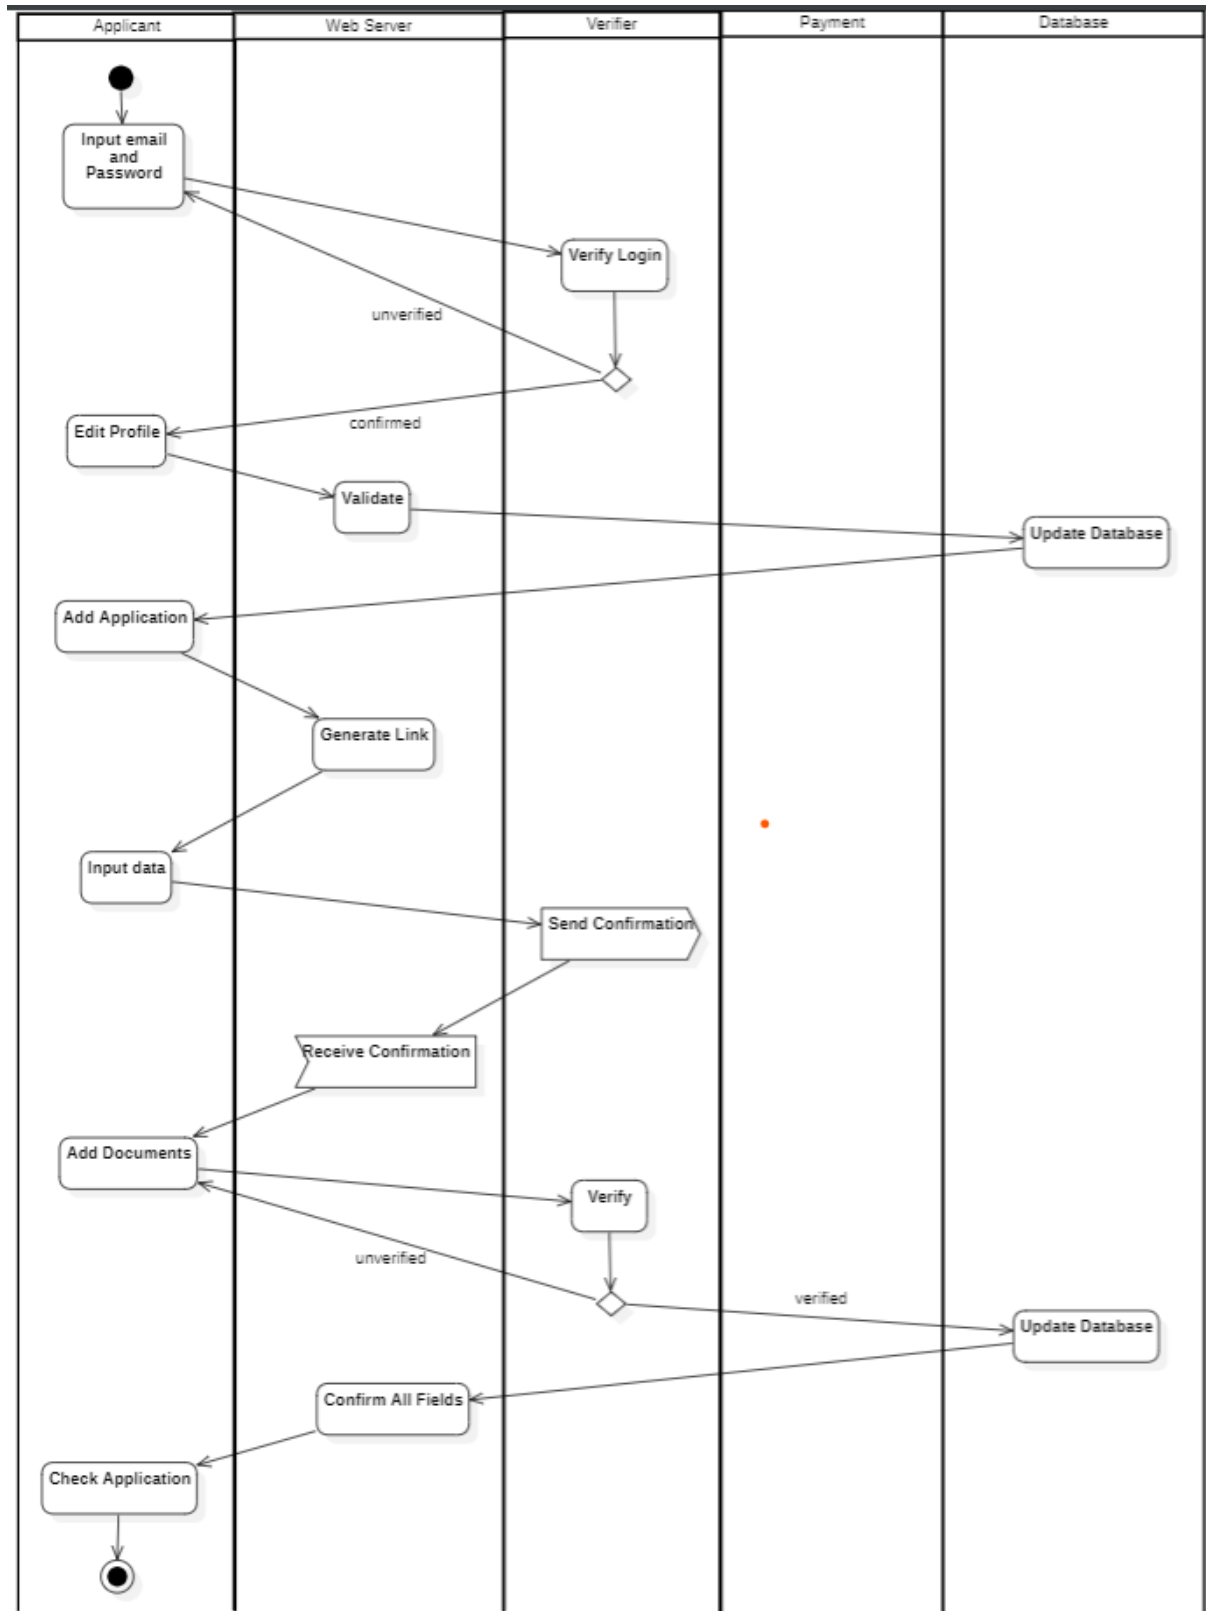 Applicant
Web Server
Verifier
Payment
Database
Input email
and
Password
Verify Login
unverified
confirmed
Edit Profile
Validate
Update Database
Add Application
Generate Link
Input data
Send Confirmation
Receive Confirmation
Add Documents
Verify
unverified
verified
Update Database
Confirm All Fields
Check Application